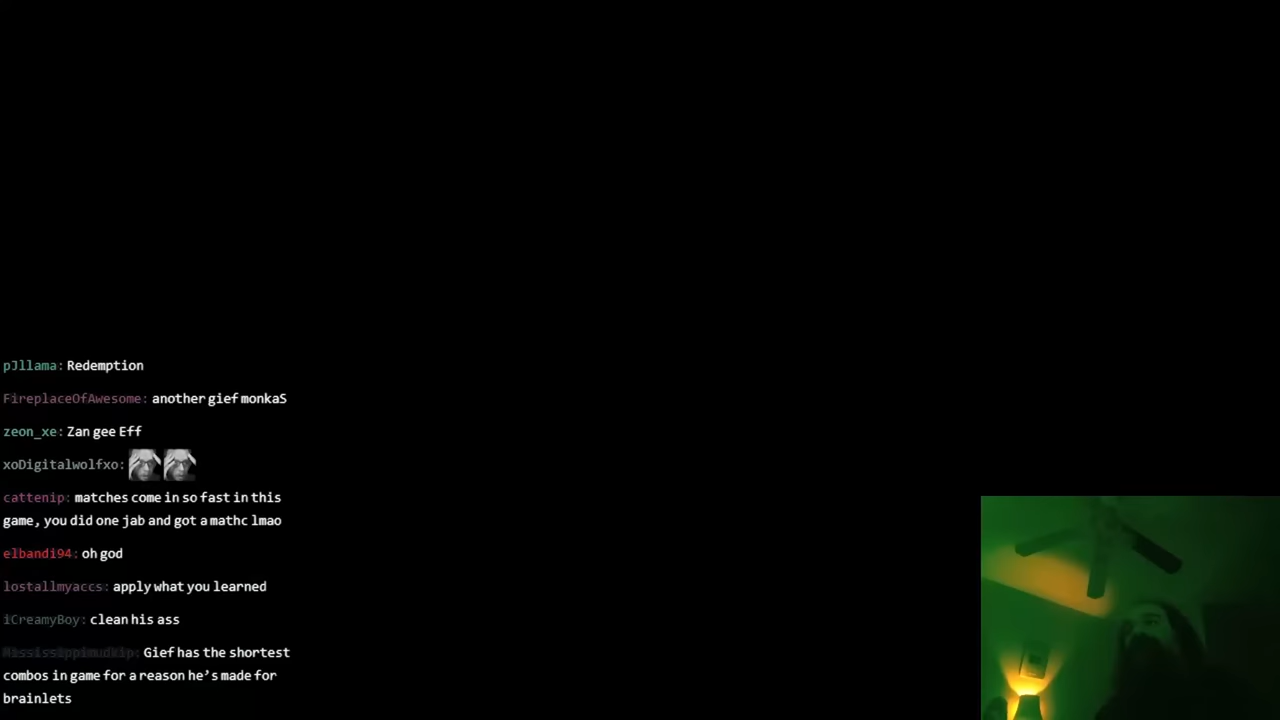 pJllama: Redemption
FireplaceOfAwesome: another gief monkaS
zeon_xe: Zan gee Eff
xoDigitalwolfxo:
cattenip: matches come in so fast in this
game, you did one jab and got a mathc lmao
elbandi94: oh god
lostallmyaccs: apply what you learned
iCreamyBoy: clean his ass
Mississippimudkip: Gief has the shortest
combos in game for a reason he’s made for
brainlets